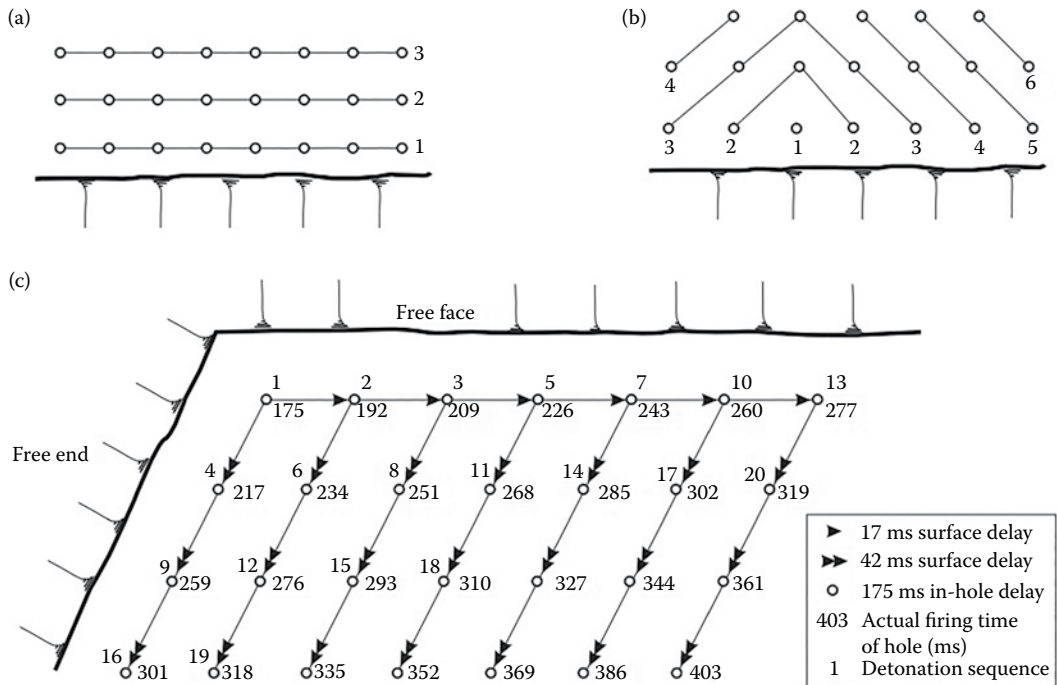 (a)
3
2
1
(b)
4 6
3 2 1 2 3 4 5
(c)
Free face
Free end
1 2 3 5 7 10 13
175 192 209 226 243 260 277
4 6 8 11 14 17 20
217 234 251 268 285 302 319
9 12 15 18
259 276 293 310 327 344 361
16 19
301 318 335 352 369 386 403
17 ms surface delay
42 ms surface delay
175 ms in-hole delay
403 Actual firing time
of hole (ms)
1 Detonation sequence